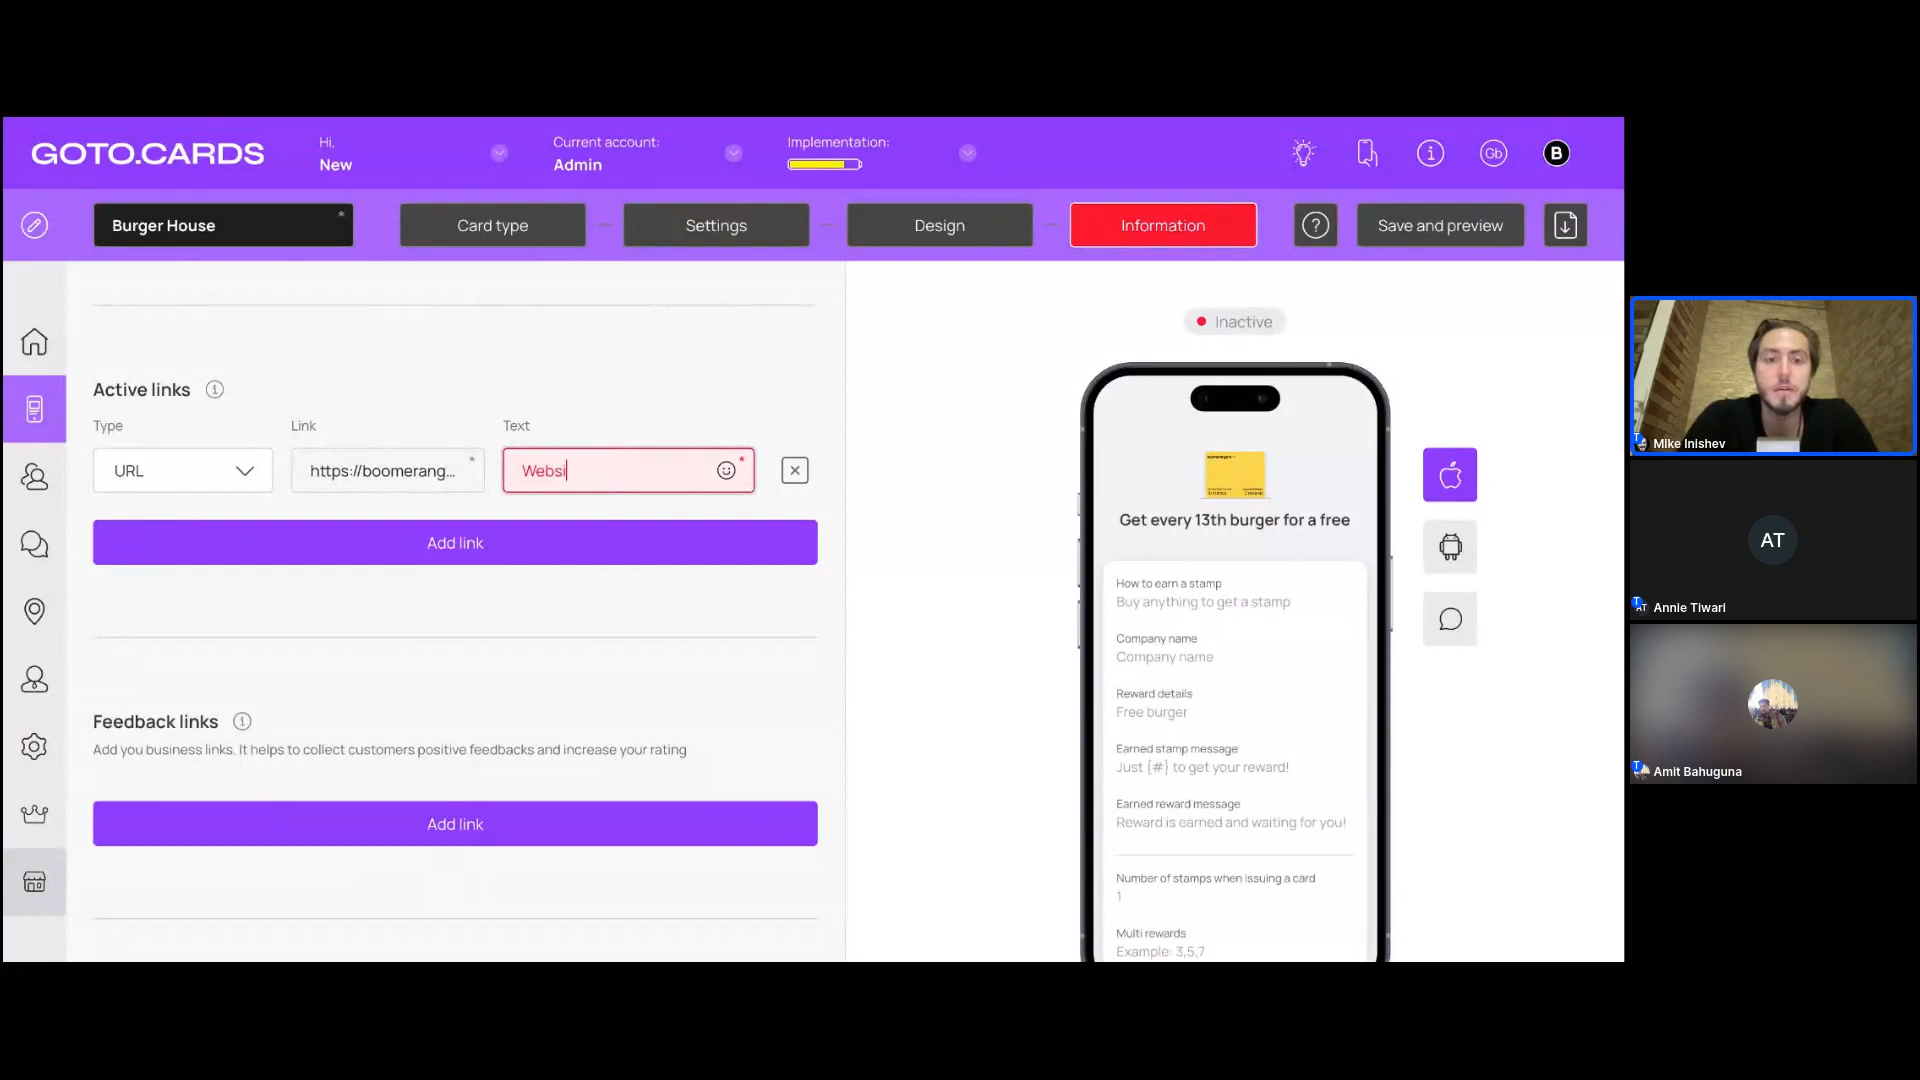 GOTO.CARDS
Hi,
New
Current account:
Admin
Implementation:
Gb
B
Burger House *
Card type
Settings
Design
Information
?
Save and preview
Active links
Type
Link
Text
URL
https://boomerang... *
Websi *
Add link
Feedback links
Add you business links. It helps to collect customers positive feedbacks and increase your rating
Add link
Inactive
Get every 13th burger for a free
How to earn a stamp
Buy anything to get a stamp
Company name
Company name
Reward details
Free burger
Earned stamp message
Just {#} to get your reward!
Earned reward message
Reward is earned and waiting for you!
Number of stamps when issuing a card
1
Multi rewards
Example: 3,5,7
Mike Inishev
AT
Annie Tiwari
Amit Bahuguna